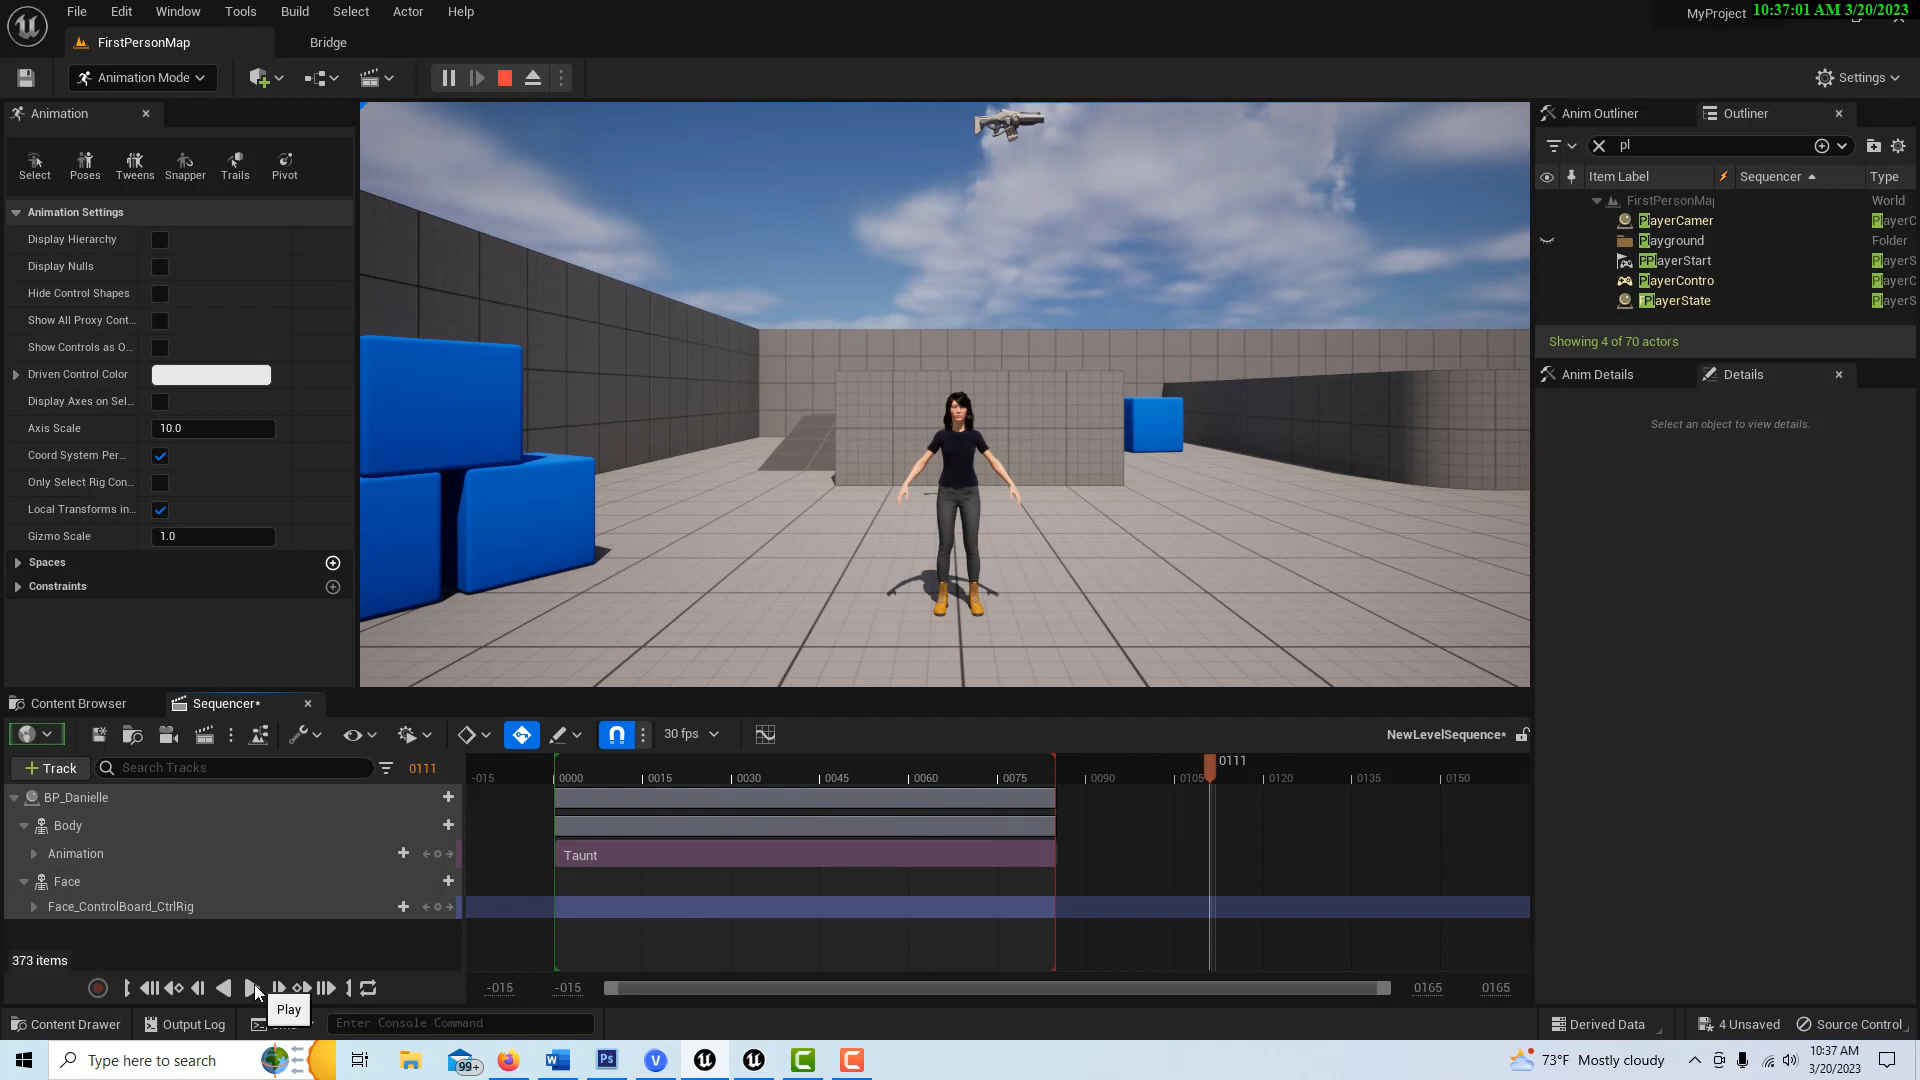 File Edit Window Tools Build Select Actor Help
MyProject 10:37:01 AM 3/20/2023
FirstPersonMap Bridge
Animation Mode
Settings
Animation
Select Poses Tweens Snapper Trails Pivot
Animation Settings
Display Hierarchy
Display Nulls
Hide Control Shapes
Show All Proxy Cont...
Show Controls as O...
Driven Control Color
Display Axes on Sel...
Axis Scale 10.0
Coord System Per...
Only Select Rig Con...
Local Transforms in...
Gizmo Scale 1.0
Spaces
Constraints
Anim Outliner Outliner
pl
Item Label Sequencer Type
FirstPersonMap World
PlayerCamer PlayerC
Playground Folder
PlayerStart PlayerS
PlayerContro PlayerC
PlayerState PlayerS
Showing 4 of 70 actors
Anim Details Details
Select an object to view details.
Content Browser Sequencer*
30 fps
NewLevelSequence*
Track Search Tracks 0111
-015 0000 0015 0030 0045 0060 0075 0090 0105 0111 0120 0135 0150
BP_Danielle
Body
Animation Taunt
Face
Face_ControlBoard_CtrlRig
373 items
-015 -015 0165 0165
Play
Content Drawer Output Log Enter Console Command
Derived Data 4 Unsaved Source Control
Type here to search
99+
73°F Mostly cloudy
10:37 AM
3/20/2023